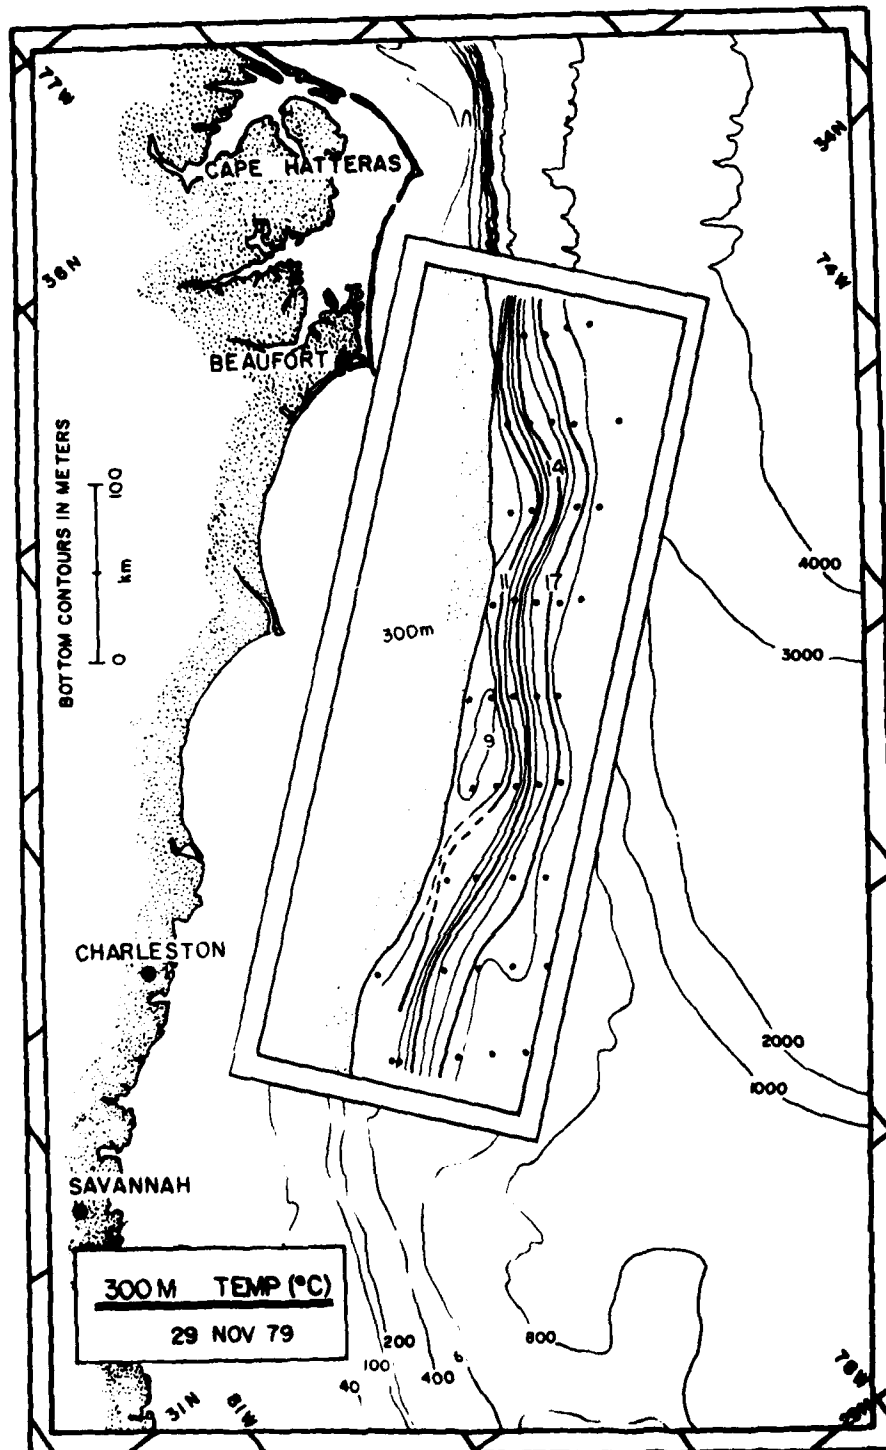 77W
34N
CAPE HATTERAS
36N
74W
BEAUFORT
BOTTOM CONTOURS IN METERS
100
km
0
14
4000
11
17
300m
3000
9
CHARLESTON
2000
1000
SAVANNAH
300M TEMP (°C)
29 NOV 79
200
800
100
400
40
31N
81W
78W